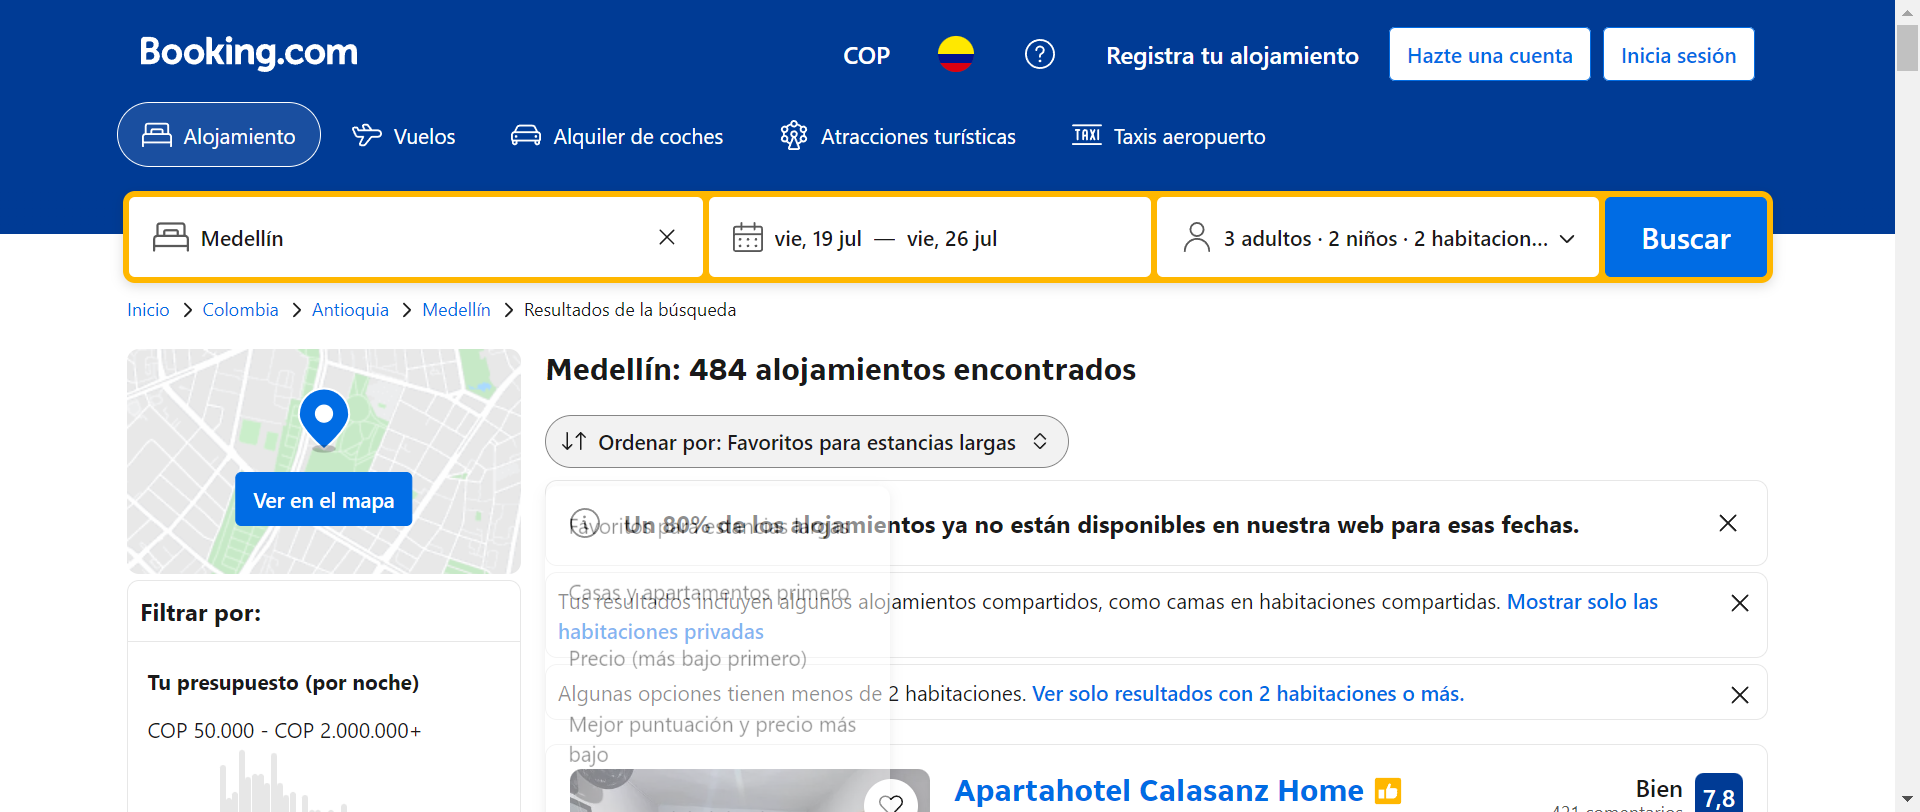 Booking.com
COP
Registra tu alojamiento
Hazte una cuenta
Inicia sesión
Alojamiento
Vuelos
Alquiler de coches
Atracciones turísticas
TAXI
Taxis aeropuerto
Medellín
vie, 19 jul — vie, 26 jul
3 adultos · 2 niños · 2 habitacion...
Buscar
Inicio
Colombia
Antioquia
Medellín
Resultados de la búsqueda
Ver en el mapa
Filtrar por:
Tu presupuesto (por noche)
COP 50.000 - COP 2.000.000+
Medellín: 484 alojamientos encontrados
Ordenar por: Favoritos para estancias largas
Favoritos para estancias largas
Casas y apartamentos primero
Precio (más bajo primero)
Mejor puntuación y precio más
bajo
Un 80% de los alojamientos ya no están disponibles en nuestra web para esas fechas.
Tus resultados incluyen algunos alojamientos compartidos, como camas en habitaciones compartidas. Mostrar solo las
habitaciones privadas
Algunas opciones tienen menos de 2 habitaciones. Ver solo resultados con 2 habitaciones o más.
Apartahotel Calasanz Home
Bien
7,8
421 comentarios